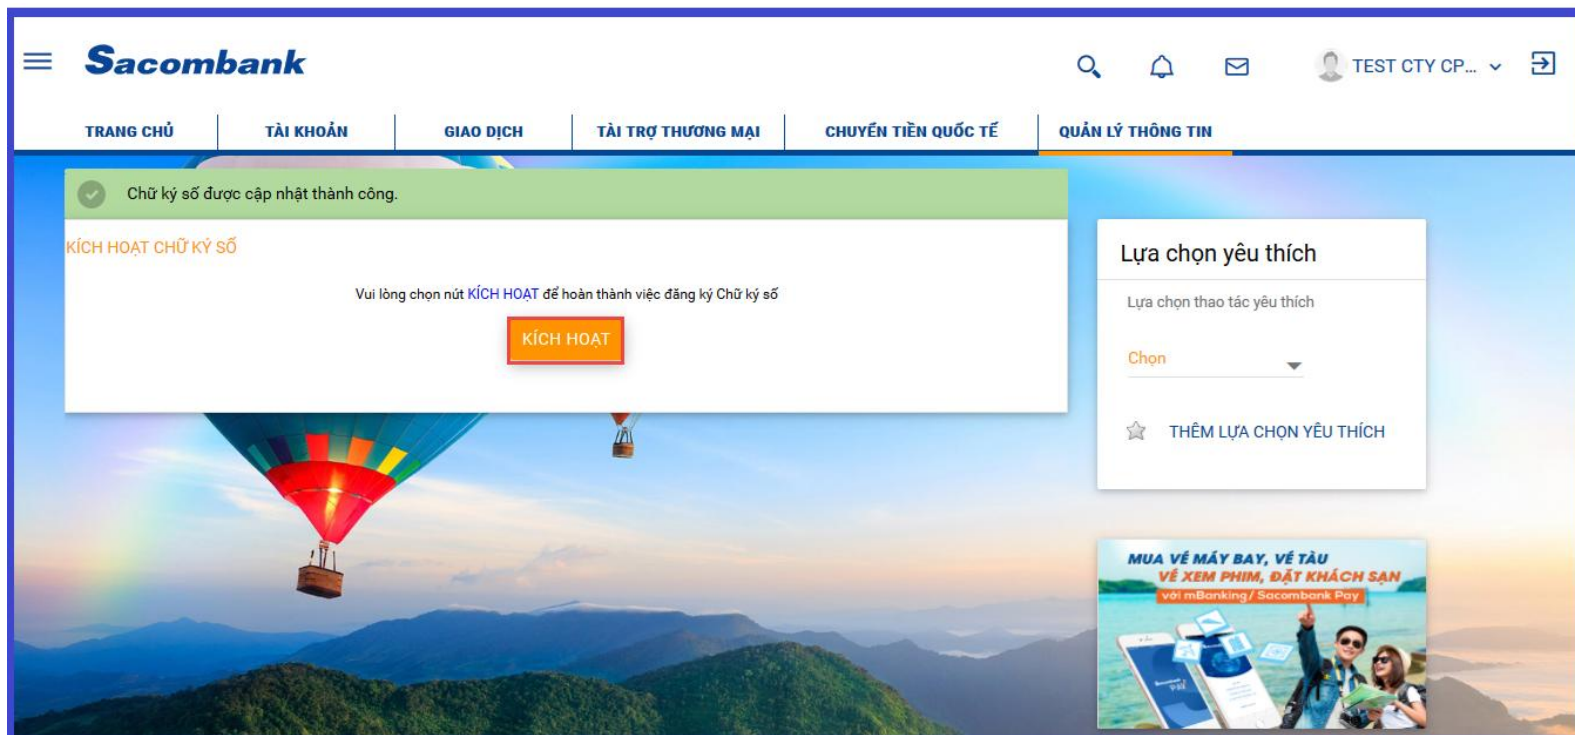 Sacombank
TEST CTY CP...
TRANG CHỦ
TÀI KHOẢN
GIAO DỊCH
TÀI TRỢ THƯƠNG MẠI
CHUYỂN TIỀN QUỐC TẾ
QUẢN LÝ THÔNG TIN
Chữ ký số được cập nhật thành công.
KÍCH HOẠT CHỮ KÝ SỐ
Vui lòng chọn nút KÍCH HOẠT để hoàn thành việc đăng ký Chữ ký số
KÍCH HOẠT
Lựa chọn yêu thích
Lựa chọn thao tác yêu thích
Chọn
THÊM LỰA CHỌN YÊU THÍCH
MUA VÉ MÁY BAY, VÉ TÀU
VÉ XEM PHIM, ĐẶT KHÁCH SẠN
với mBanking/ Sacombank Pay
Sacombank
PAY